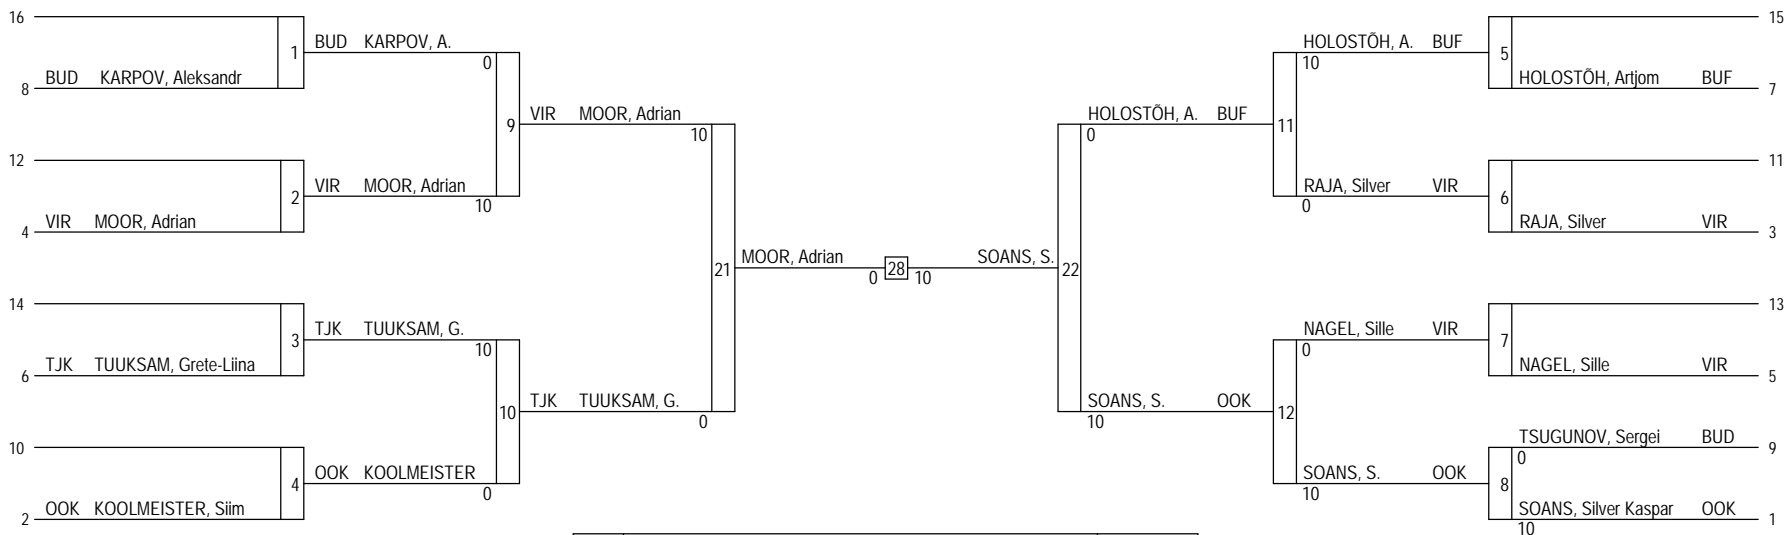 16
15
1
BUD KARPOV, A.
0
HOLOSTÕH, A. BUF
10
5
8
BUD KARPOV, Aleksandr
HOLOSTÕH, Artjom BUF
7
9
VIR MOOR, Adrian
10
HOLOSTÕH, A. BUF
0
11
12
11
2
VIR MOOR, Adrian
10
RAJA, Silver VIR
0
6
4
VIR MOOR, Adrian
RAJA, Silver VIR
3
21
MOOR, Adrian
0
28
10
SOANS, S.
22
14
13
3
TJK TUUKSAM, G.
10
NAGEL, Sille VIR
0
7
6
TJK TUUKSAM, Grete-Liina
NAGEL, Sille VIR
5
10
TJK TUUKSAM, G.
0
SOANS, S. OOK
10
12
10
TSUGUNOV, Sergei BUD
0
9
4
OOK KOOLMEISTER
0
SOANS, S. OOK
10
8
2
OOK KOOLMEISTER, Siim
SOANS, Silver Kaspar OOK
10
1